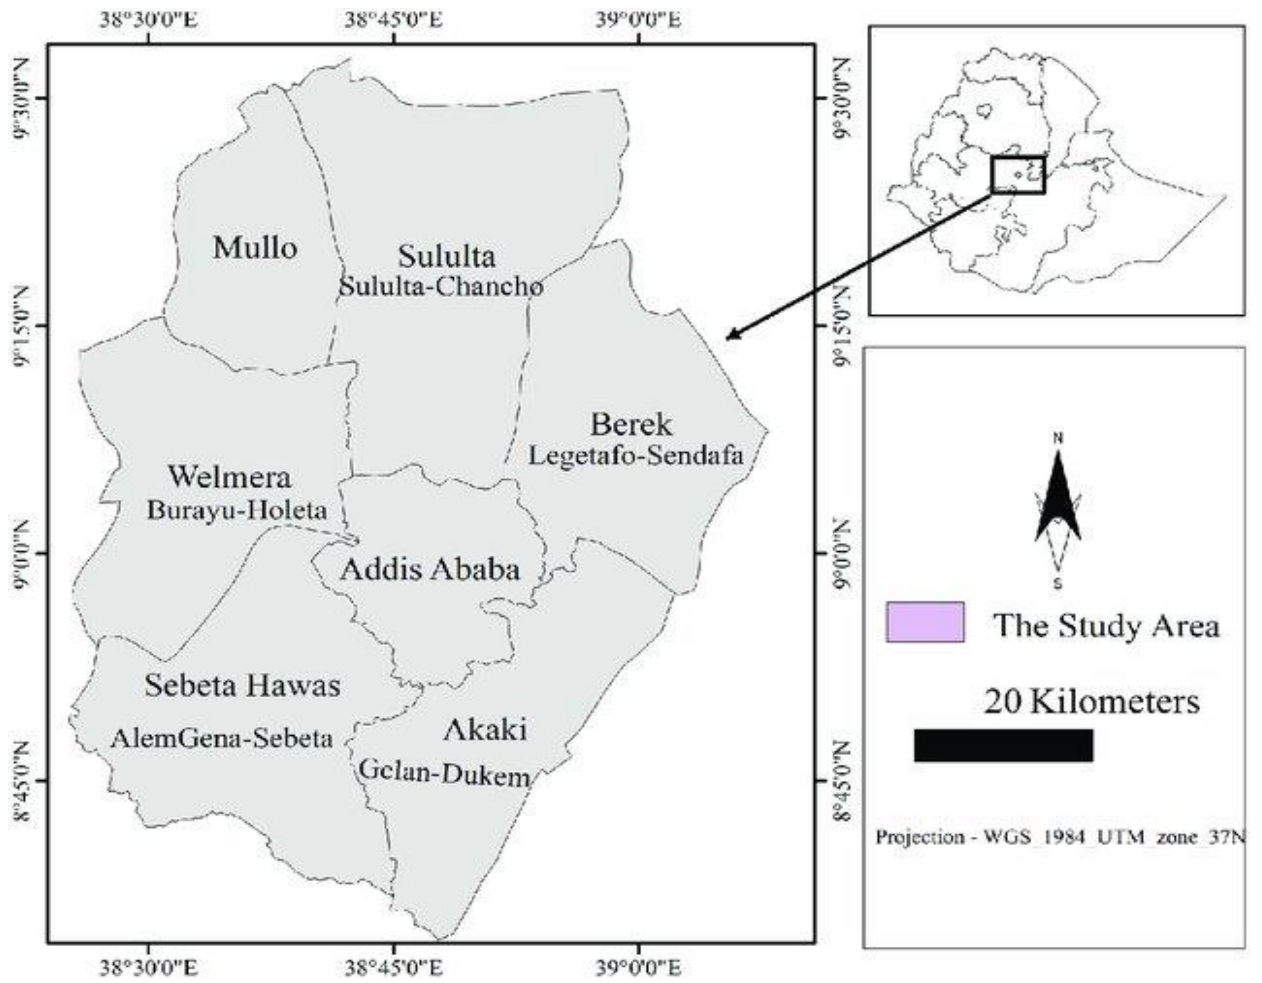 38°30'0"E 38°45'0"E 39°0'0"E
9°30'0"N
9°30'0"N
Mullo
Sululta
Sululta-Chancho
9°15'0"N
9°15'0"N
Berek
Legetafo-Sendafa
Welmera
Burayu-Holeta
N
S
9°0'0"N
9°0'0"N
Addis Ababa
The Study Area
Sebeta Hawas
AlemGena-Sebeta
20 Kilometers
Akaki
Gelan-Dukem
8°45'0"N
8°45'0"N
Projection - WGS_1984_UTM_zone_37N
38°30'0"E 38°45'0"E 39°0'0"E